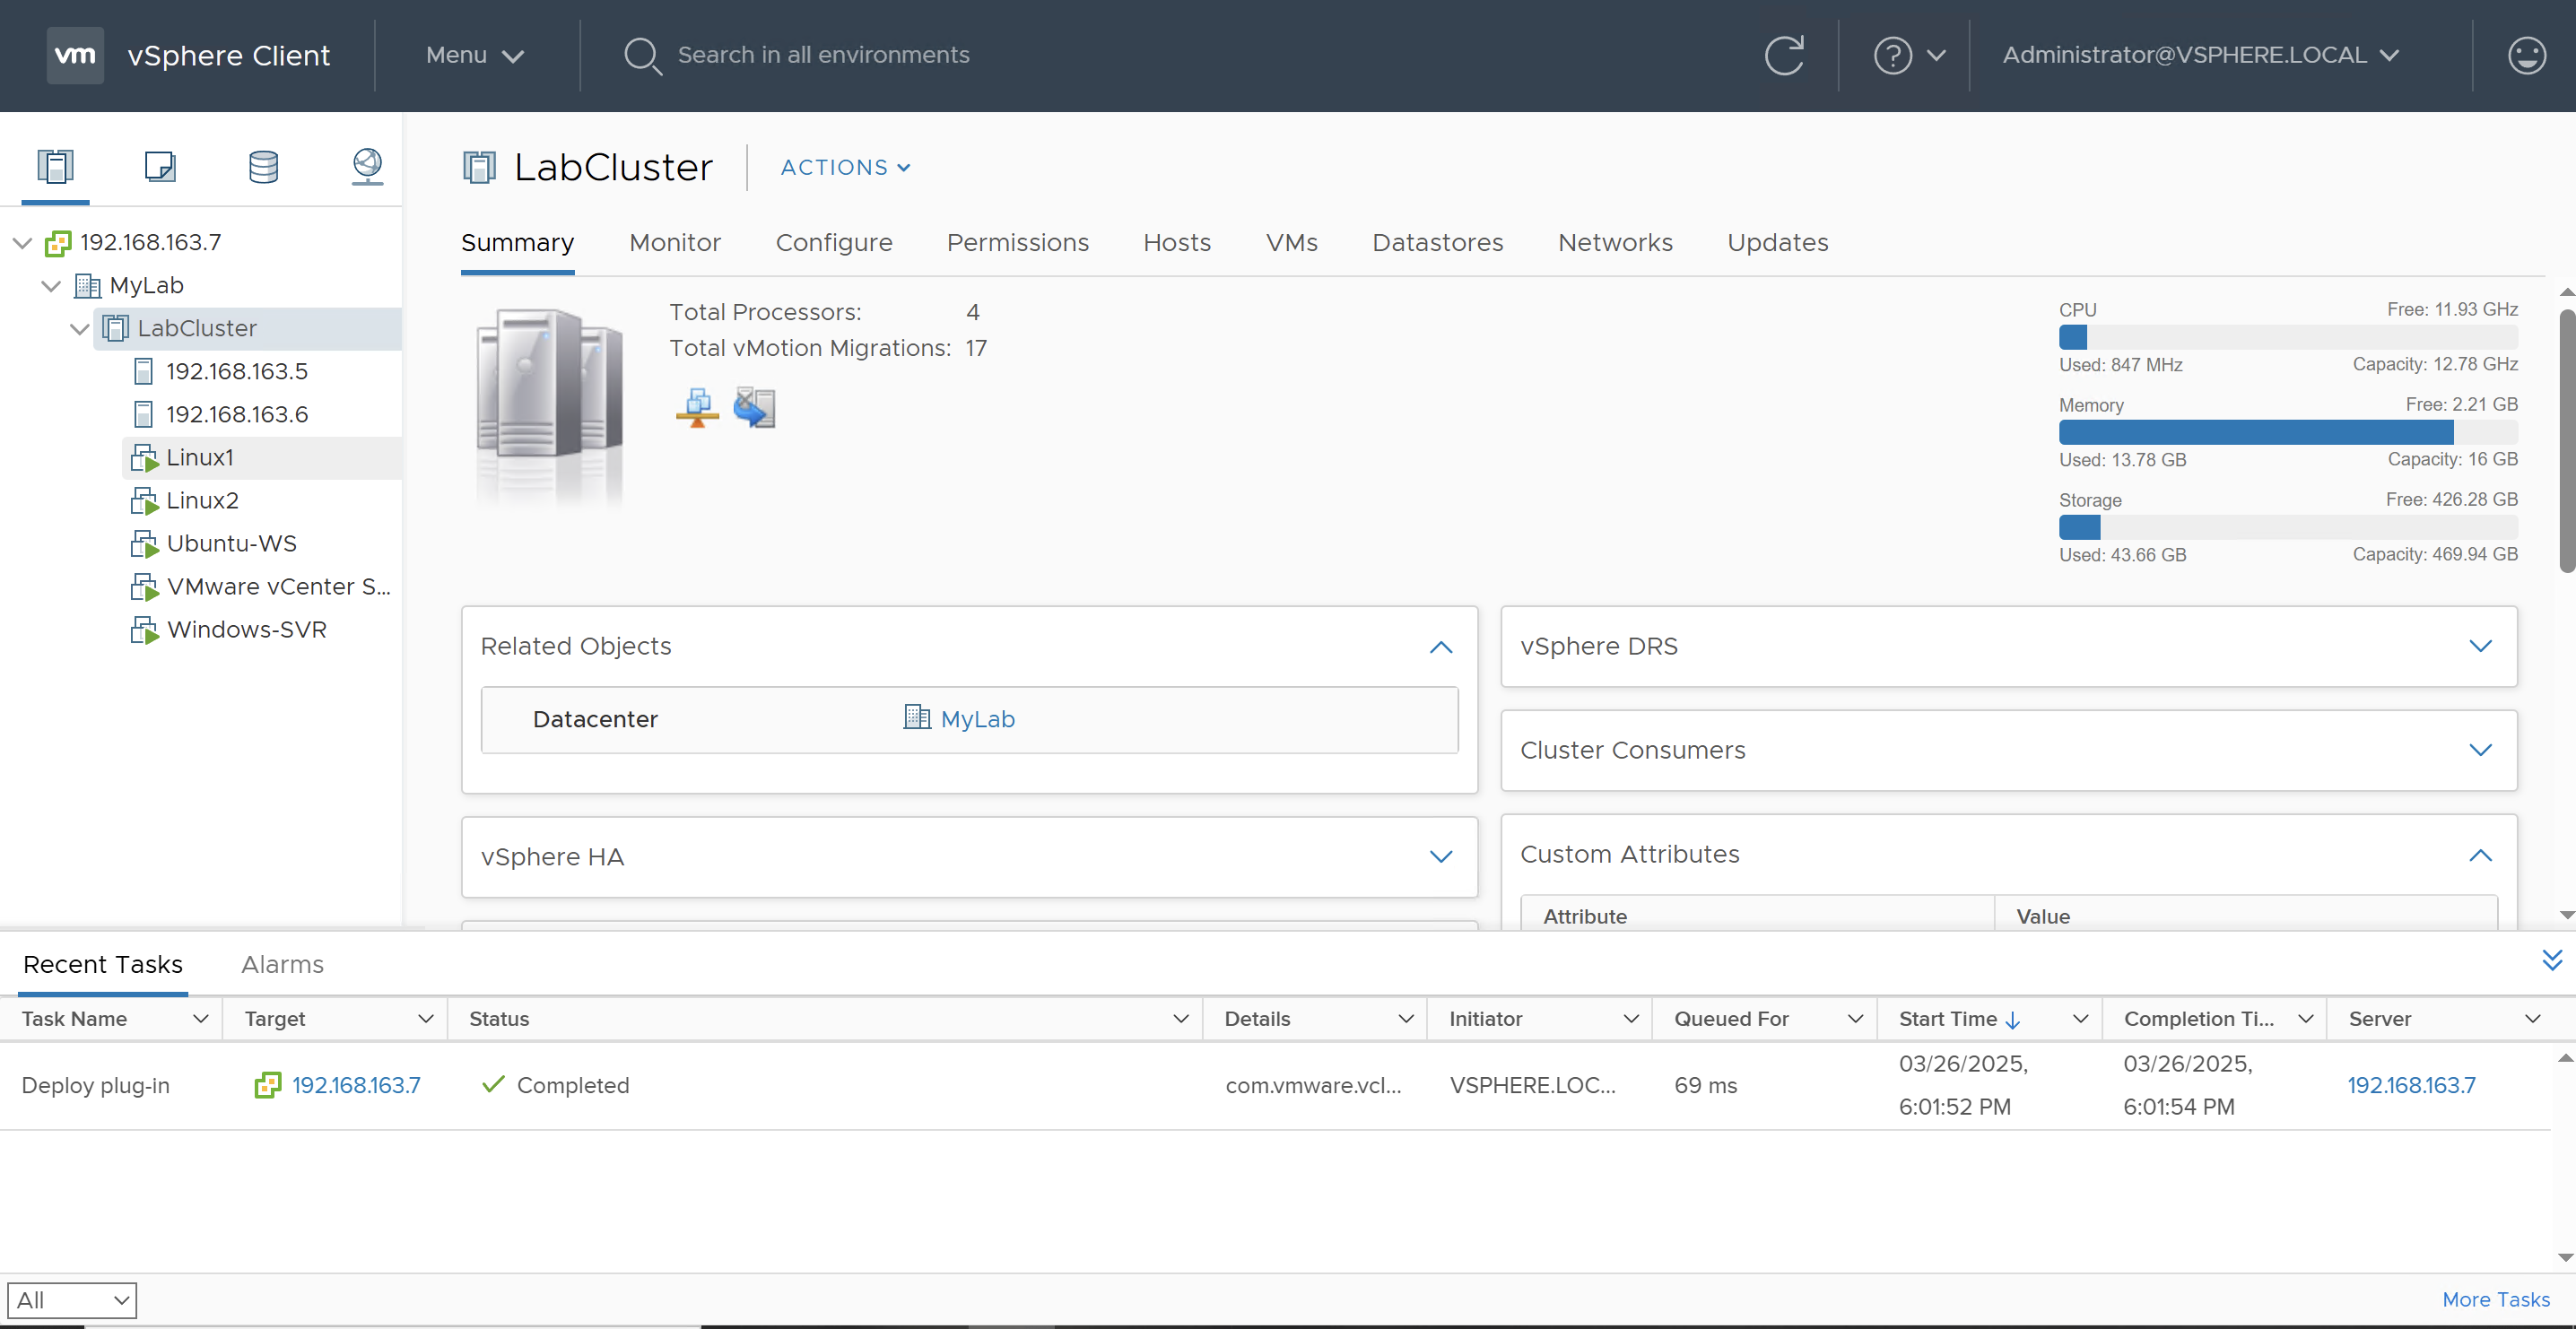 vm vSphere Client Menu Search in all environments ? Administrator@VSPHERE.LOCAL
192.168.163.7
MyLab
LabCluster
192.168.163.5
192.168.163.6
Linux1
Linux2
Ubuntu-WS
VMware vCenter S...
Windows-SVR
LabCluster ACTIONS
Summary Monitor Configure Permissions Hosts VMs Datastores Networks Updates
Total Processors: 4
Total vMotion Migrations: 17
CPU Free: 11.93 GHz
Used: 847 MHz Capacity: 12.78 GHz
Memory Free: 2.21 GB
Used: 13.78 GB Capacity: 16 GB
Storage Free: 426.28 GB
Used: 43.66 GB Capacity: 469.94 GB
Related Objects
Datacenter MyLab
vSphere HA
vSphere DRS
Cluster Consumers
Custom Attributes
Attribute Value
Recent Tasks Alarms
Task Name Target Status Details Initiator Queued For Start Time Completion Ti... Server
Deploy plug-in 192.168.163.7 Completed com.vmware.vcl... VSPHERE.LOC... 69 ms 03/26/2025, 03/26/2025, 192.168.163.7
6:01:52 PM 6:01:54 PM
All More Tasks